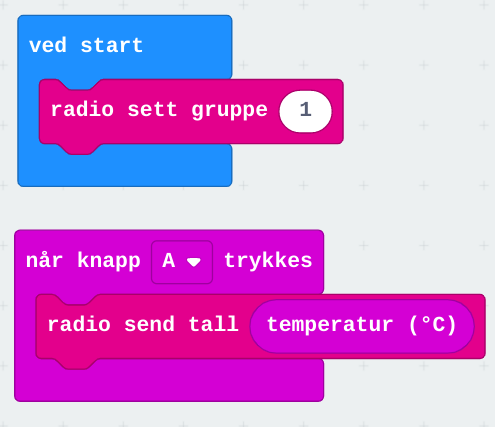 ved start
radio sett gruppe 1
når knapp A trykkes
radio send tall temperatur (°C)